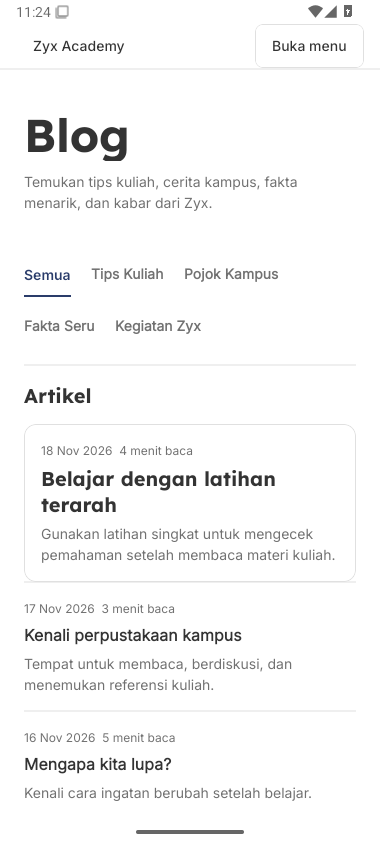 11:24
Zyx Academy
Buka menu
Blog
Temukan tips kuliah, cerita kampus, fakta
menarik, dan kabar dari Zyx.
Semua
Tips Kuliah
Pojok Kampus
Fakta Seru
Kegiatan Zyx
Artikel
18 Nov 2026 4 menit baca
Belajar dengan latihan
terarah
Gunakan latihan singkat untuk mengecek
pemahaman setelah membaca materi kuliah.
17 Nov 2026 3 menit baca
Kenali perpustakaan kampus
Tempat untuk membaca, berdiskusi, dan
menemukan referensi kuliah.
16 Nov 2026 5 menit baca
Mengapa kita lupa?
Kenali cara ingatan berubah setelah belajar.